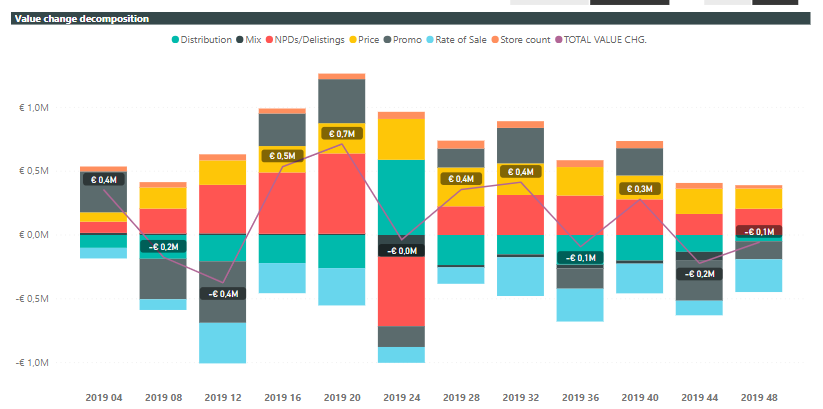 Value change decomposition
Distribution Mix NPDs/Delistings Price Promo Rate of Sale Store count TOTAL VALUE CHG.
€ 1,0M
€ 0,5M
€ 0,0M
-€ 0,5M
-€ 1,0M
€ 0,4M
-€ 0,2M
-€ 0,4M
€ 0,5M
€ 0,7M
-€ 0,0M
€ 0,4M
€ 0,4M
-€ 0,1M
€ 0,3M
-€ 0,2M
-€ 0,1M
2019 04 2019 08 2019 12 2019 16 2019 20 2019 24 2019 28 2019 32 2019 36 2019 40 2019 44 2019 48